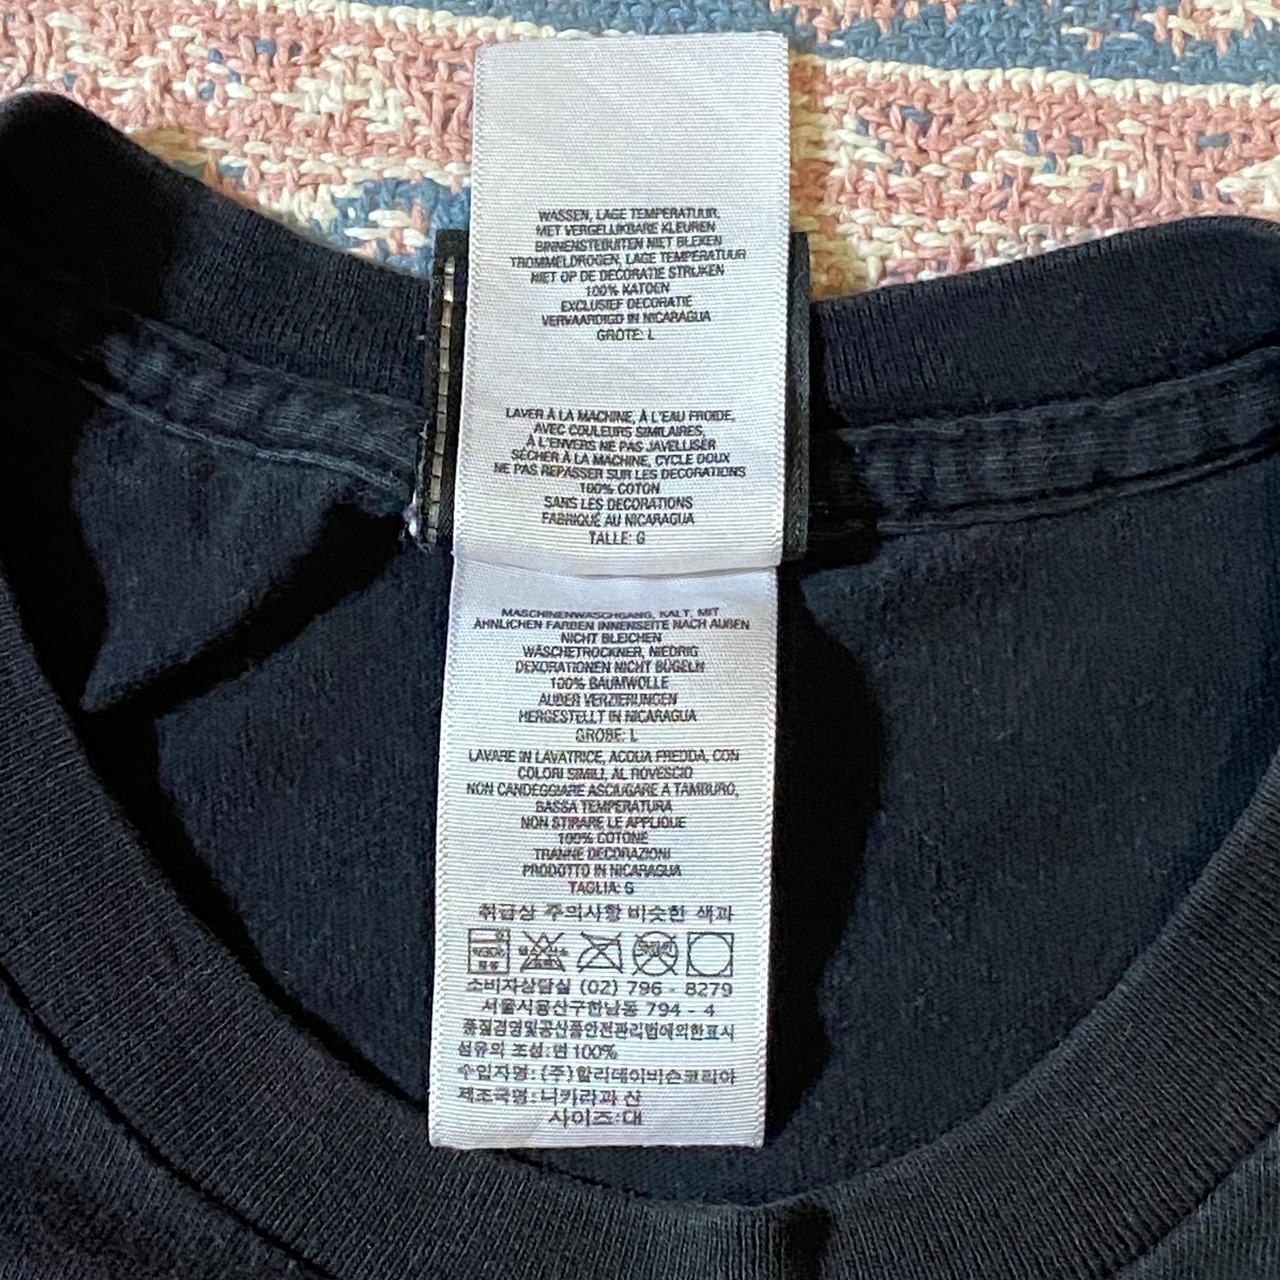 WASSEN, LAGE TEMPERATUUR,
MET VERGELIJKBARE KLEUREN
BINNENSTEBUITEN NIET BLEKEN
TROMMELDROGEN, LAGE TEMPERATUUR
NIET OP DE DECORATIE STRIJKEN
100% KATOEN
EXCLUSIEF DECORATIE
VERVAARDIGD IN NICARAGUA
GROTE: L
LAVER À LA MACHINE, À L'EAU FROIDE,
AVEC COULEURS SIMILAIRES,
À L'ENVERS NE PAS JAVELLISER
SÉCHER À LA MACHINE, CYCLE DOUX
NE PAS REPASSER SUR LES DECORATIONS
100% COTON
SANS LES DECORATIONS
FABRIQUÉ AU NICARAGUA
TALLE: G
MASCHINENWASCHGANG, KALT, MIT
ÄHNLICHEN FARBEN INNENSEITE NACH AUßEN
NICHT BLEICHEN
WÄSCHETROCKNER, NIEDRIG
DEKORATIONEN NICHT BÜGELN
100% BAUMWOLLE
AUßER VERZIERUNGEN
HERGESTELLT IN NICARAGUA
GRÖBE: L
LAVARE IN LAVATRICE, ACQUA FREDDA, CON
COLORI SIMILI, AL ROVESCIO
NON CANDEGGIARE ASCIUGARE A TAMBURO,
BASSA TEMPERATURA
NON STIRARE LE APPLIQUE
100% COTONE
TRANNE DECORAZIONI
PRODOTTO IN NICARAGUA
TAGLIA: G
취급상 주의사항 비슷한 색과
소비자상담실 (02) 796 - 8279
서울시용산구한남동 794 - 4
품질경영및공산품안전관리법에의한표시
섬유의 조성:면 100%
수입자명: (주)할리데이비슨코리아
제조국명: 니카라과 산
사이즈:대